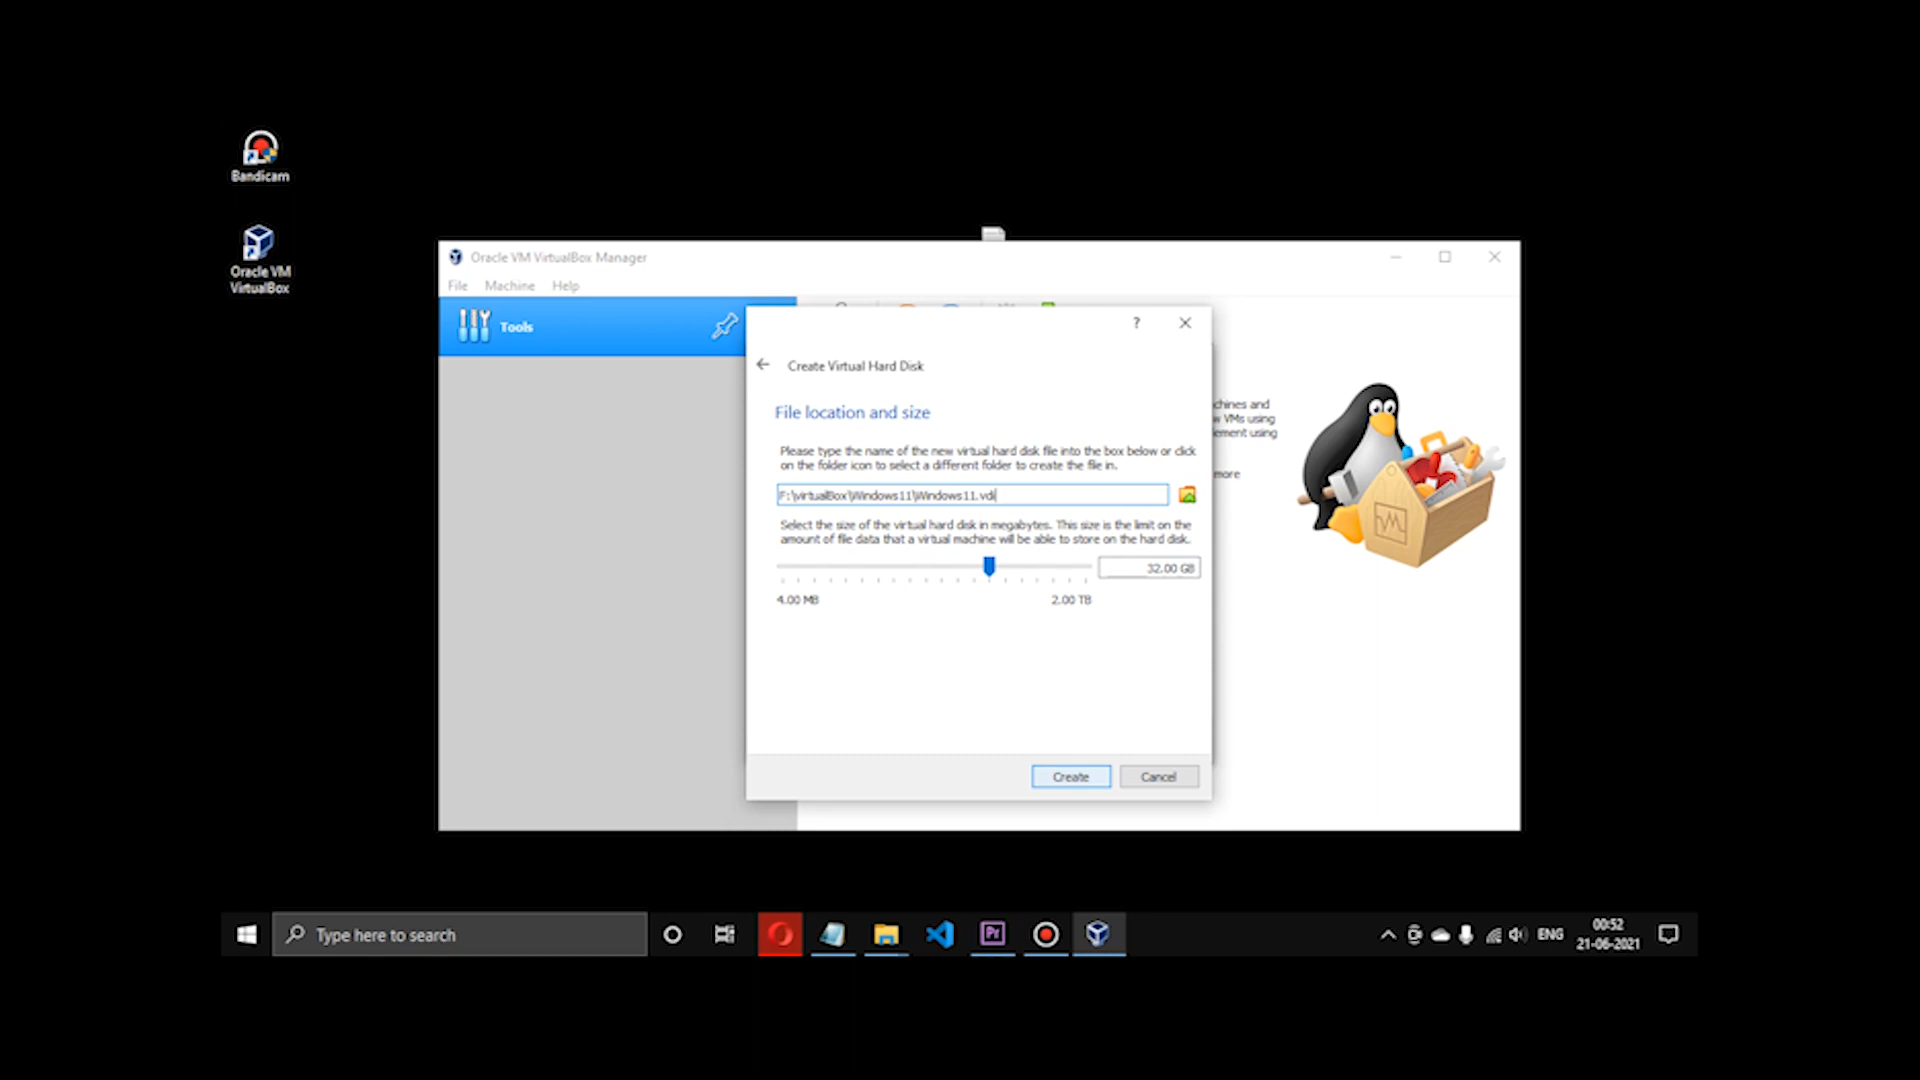 Bandicam
Oracle VM
VirtualBox
Oracle VM VirtualBox Manager
File Machine Help
Tools
?
Create Virtual Hard Disk
File location and size
Please type the name of the new virtual hard disk file into the box below or click
on the folder icon to select a different folder to create the file in.
F:\virtualBox\Windows11\Windows11.vdi
Select the size of the virtual hard disk in megabytes. This size is the limit on the
amount of file data that a virtual machine will be able to store on the hard disk.
32.00 GB
4.00 MB 2.00 TB
Create Cancel
chines and
w VMs using
ement using
more
Type here to search
Pr
ENG
00:52
21-06-2021